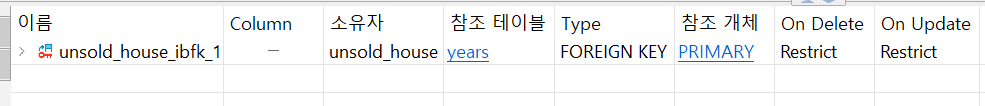 이름 Column 소유자 참조 테이블 Type 참조 개체 On Delete On Update
unsold_house_ibfk_1 — unsold_house years FOREIGN KEY PRIMARY Restrict Restrict